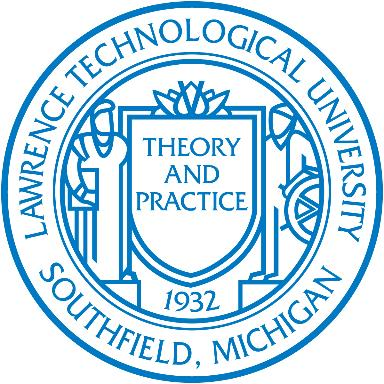 LAWRENCE TECHNOLOGICAL UNIVERSITY
THEORY
AND
PRACTICE
1932
SOUTHFIELD, MICHIGAN